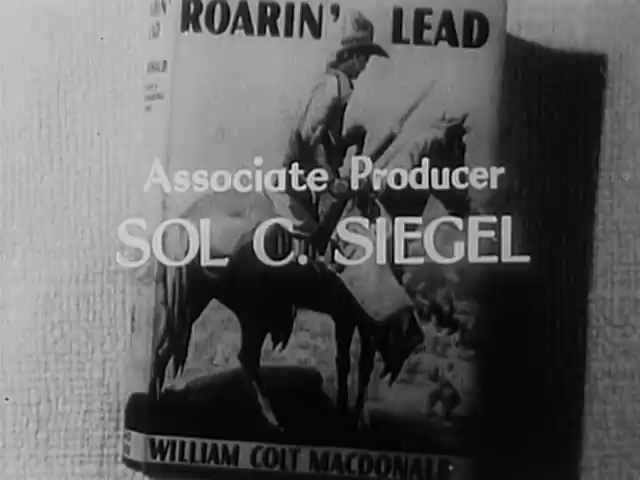 ROARIN' LEAD
Associate Producer
SOL C. SIEGEL
WILLIAM COLT MACDONALD